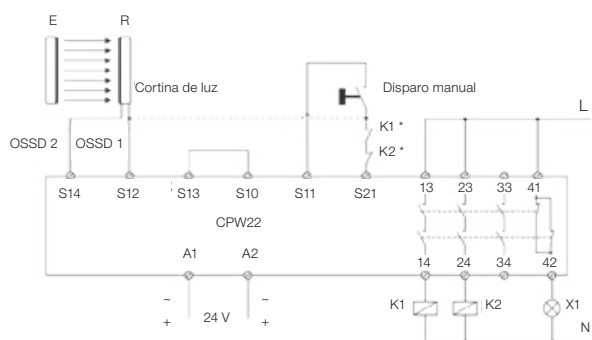 E R
Cortina de luz
Disparo manual
L
K1 *
OSSD 2 OSSD 1
K2 *
S14 S12 S13 S10 S11 S21 13 23 33 41
CPW22
A1 A2
14 24 34 42
~ ~
K1 K2 X1
+ 24 V +
N